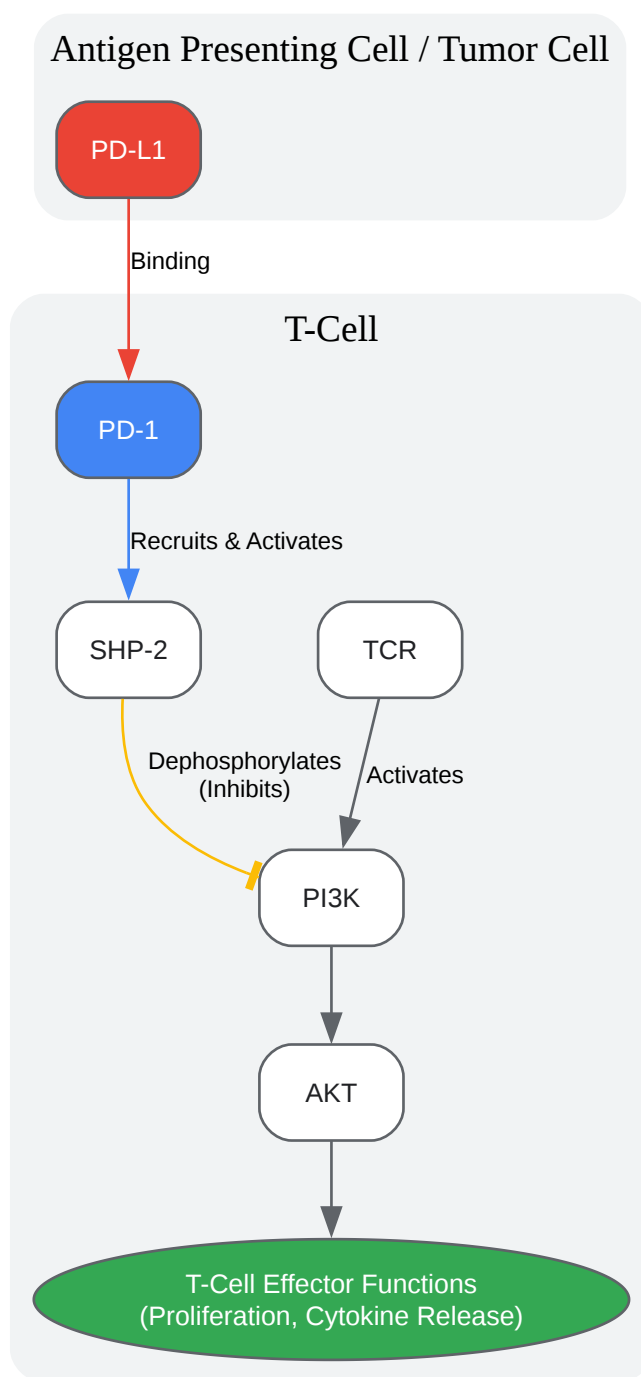 Antigen Presenting Cell / Tumor Cell
PD-L1
Binding
T-Cell
PD-1
Recruits & Activates
SHP-2
TCR
Dephosphorylates
(Inhibits)
Activates
PI3K
AKT
T-Cell Effector Functions
(Proliferation, Cytokine Release)